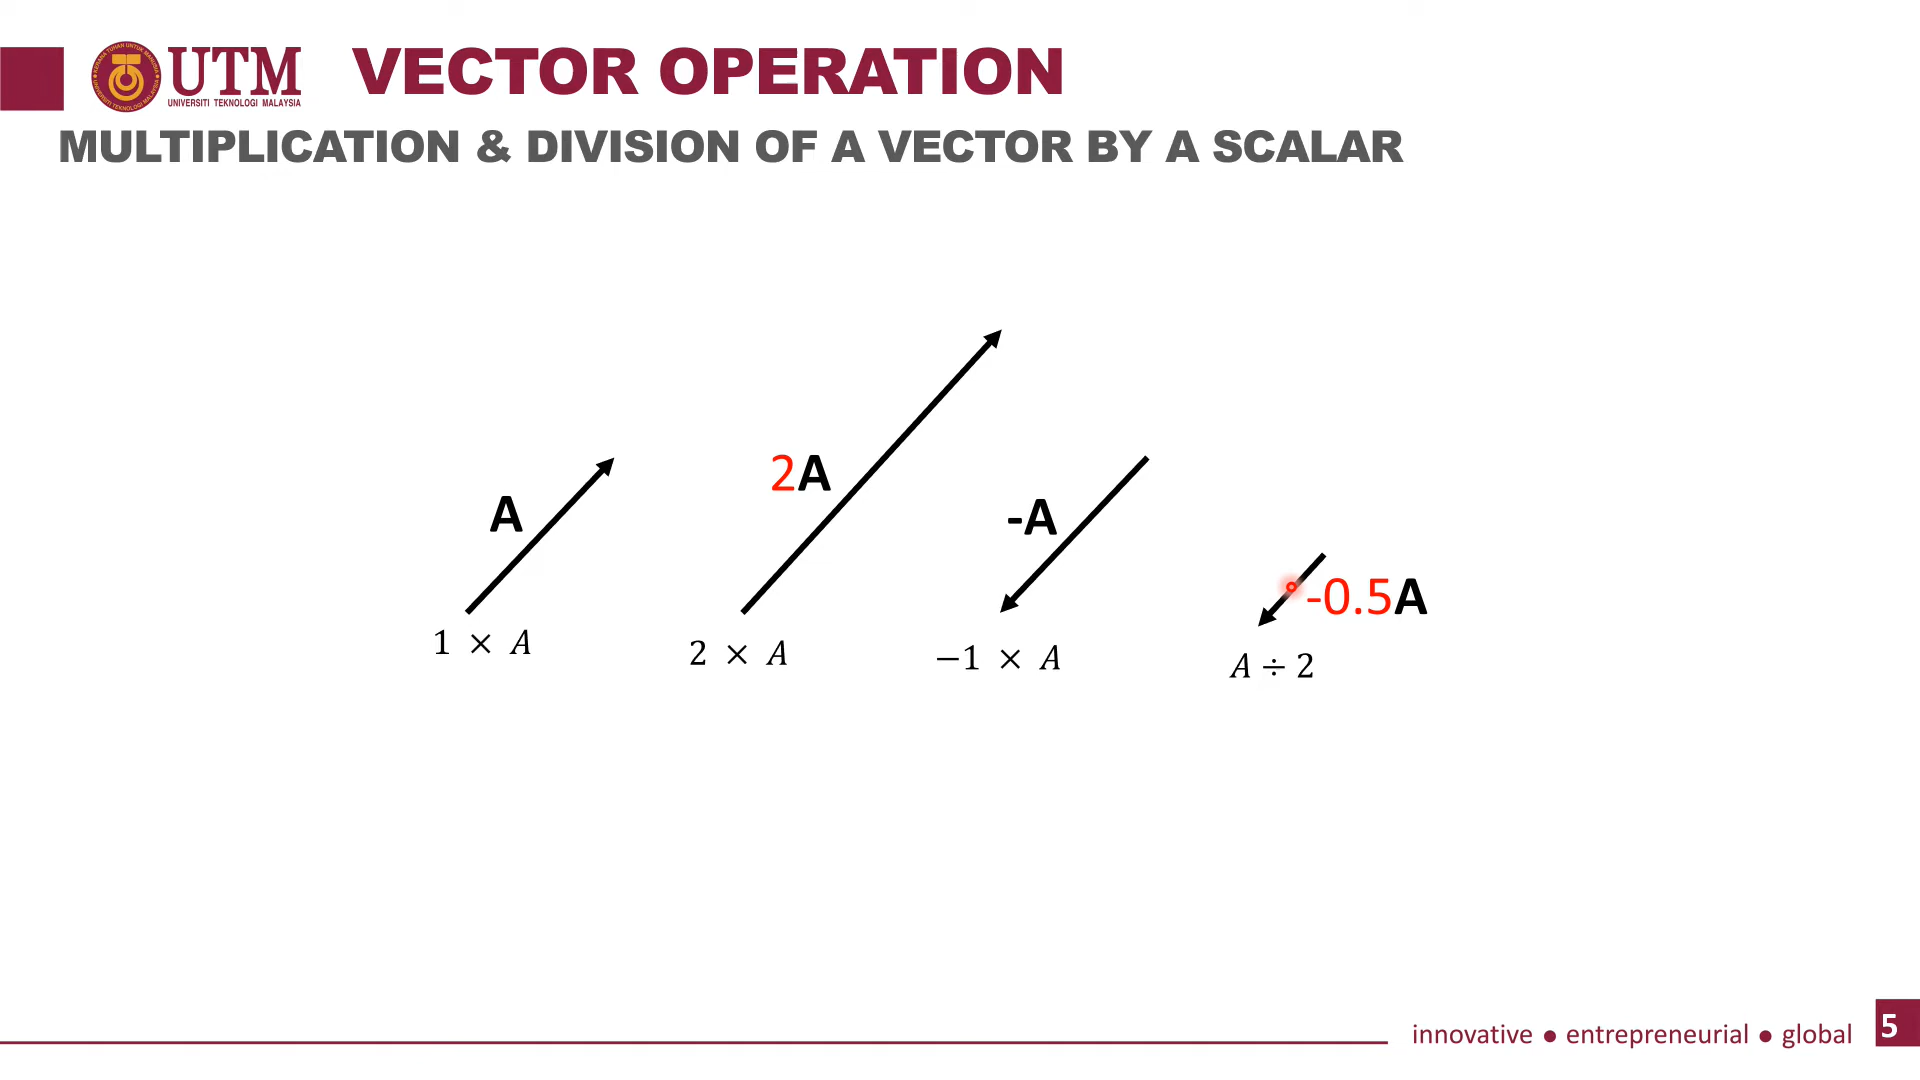 UTM
UNIVERSITI TEKNOLOGI MALAYSIA
VECTOR OPERATION
MULTIPLICATION & DIVISION OF A VECTOR BY A SCALAR
A
1 × A
2A
2 × A
-A
−1 × A
-0.5A
A ÷ 2
innovative ● entrepreneurial ● global
5